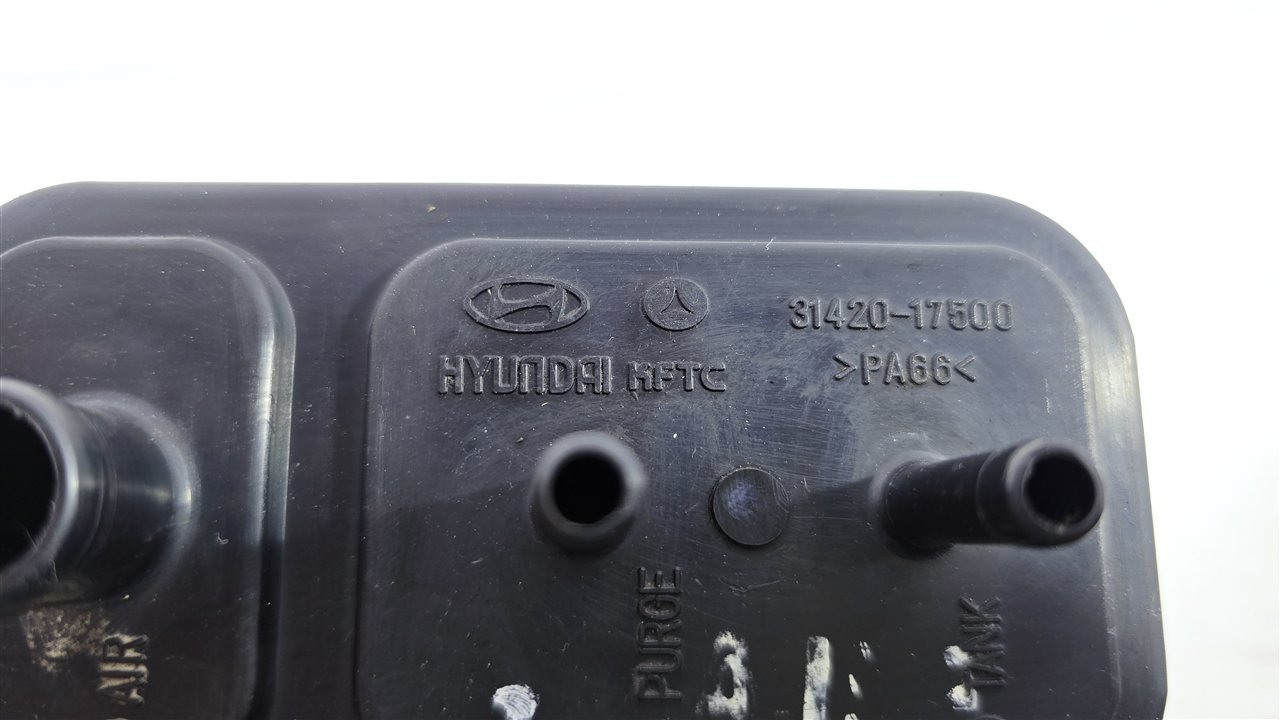 31420-17500
HYUNDAI KFTC >PA66<
AIR
PURGE
TANK